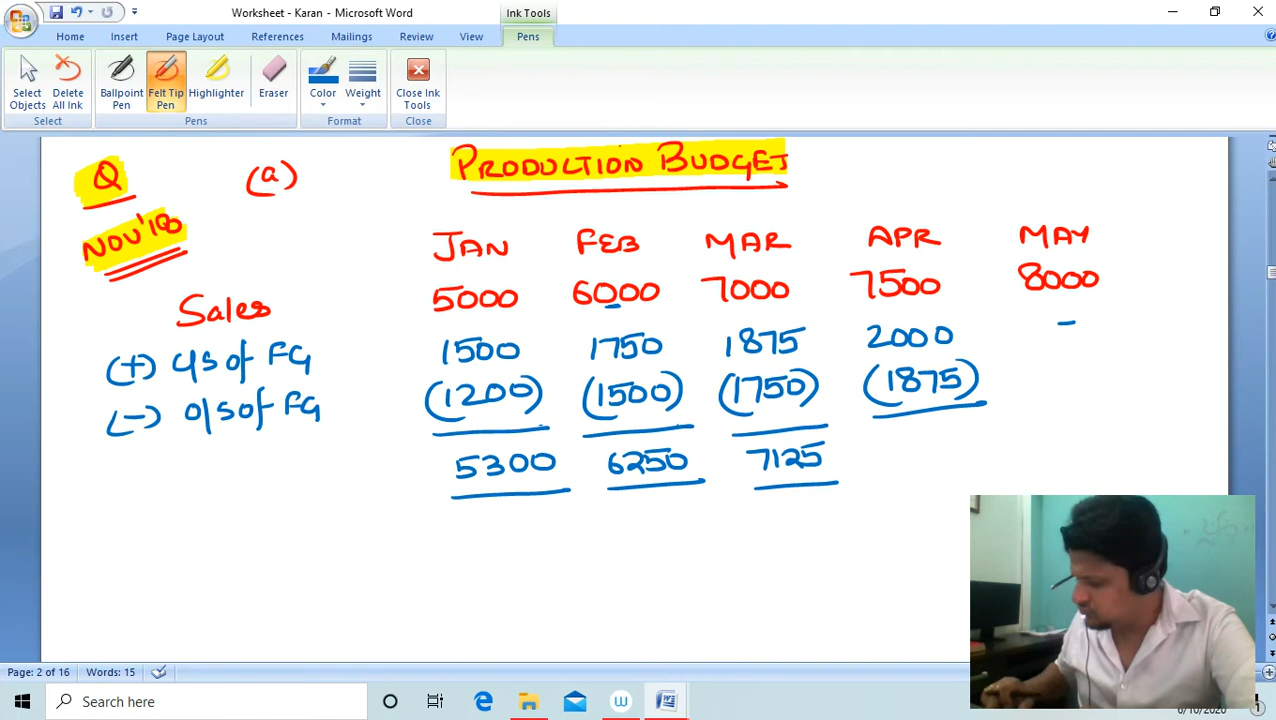 Worksheet - Karan - Microsoft Word
Ink Tools
Home Insert Page Layout References Mailings Review View Pens
Select Objects
Delete All Ink
Ballpoint Pen
Felt Tip Pen
Highlighter
Eraser
Color
Weight
Close Ink Tools
Select Pens Format Close
Q (a) PRODUCTION BUDGET
NOV'18
JAN FEB MAR APR MAY
Sales 5000 6000 7000 7500 8000
(+) c/s of FG 1500 1750 1875 2000 -
(-) o/s of FG (1200) (1500) (1750) (1875)
5300 6250 7125
Page: 2 of 16 Words: 15
Search here
6/10/2020